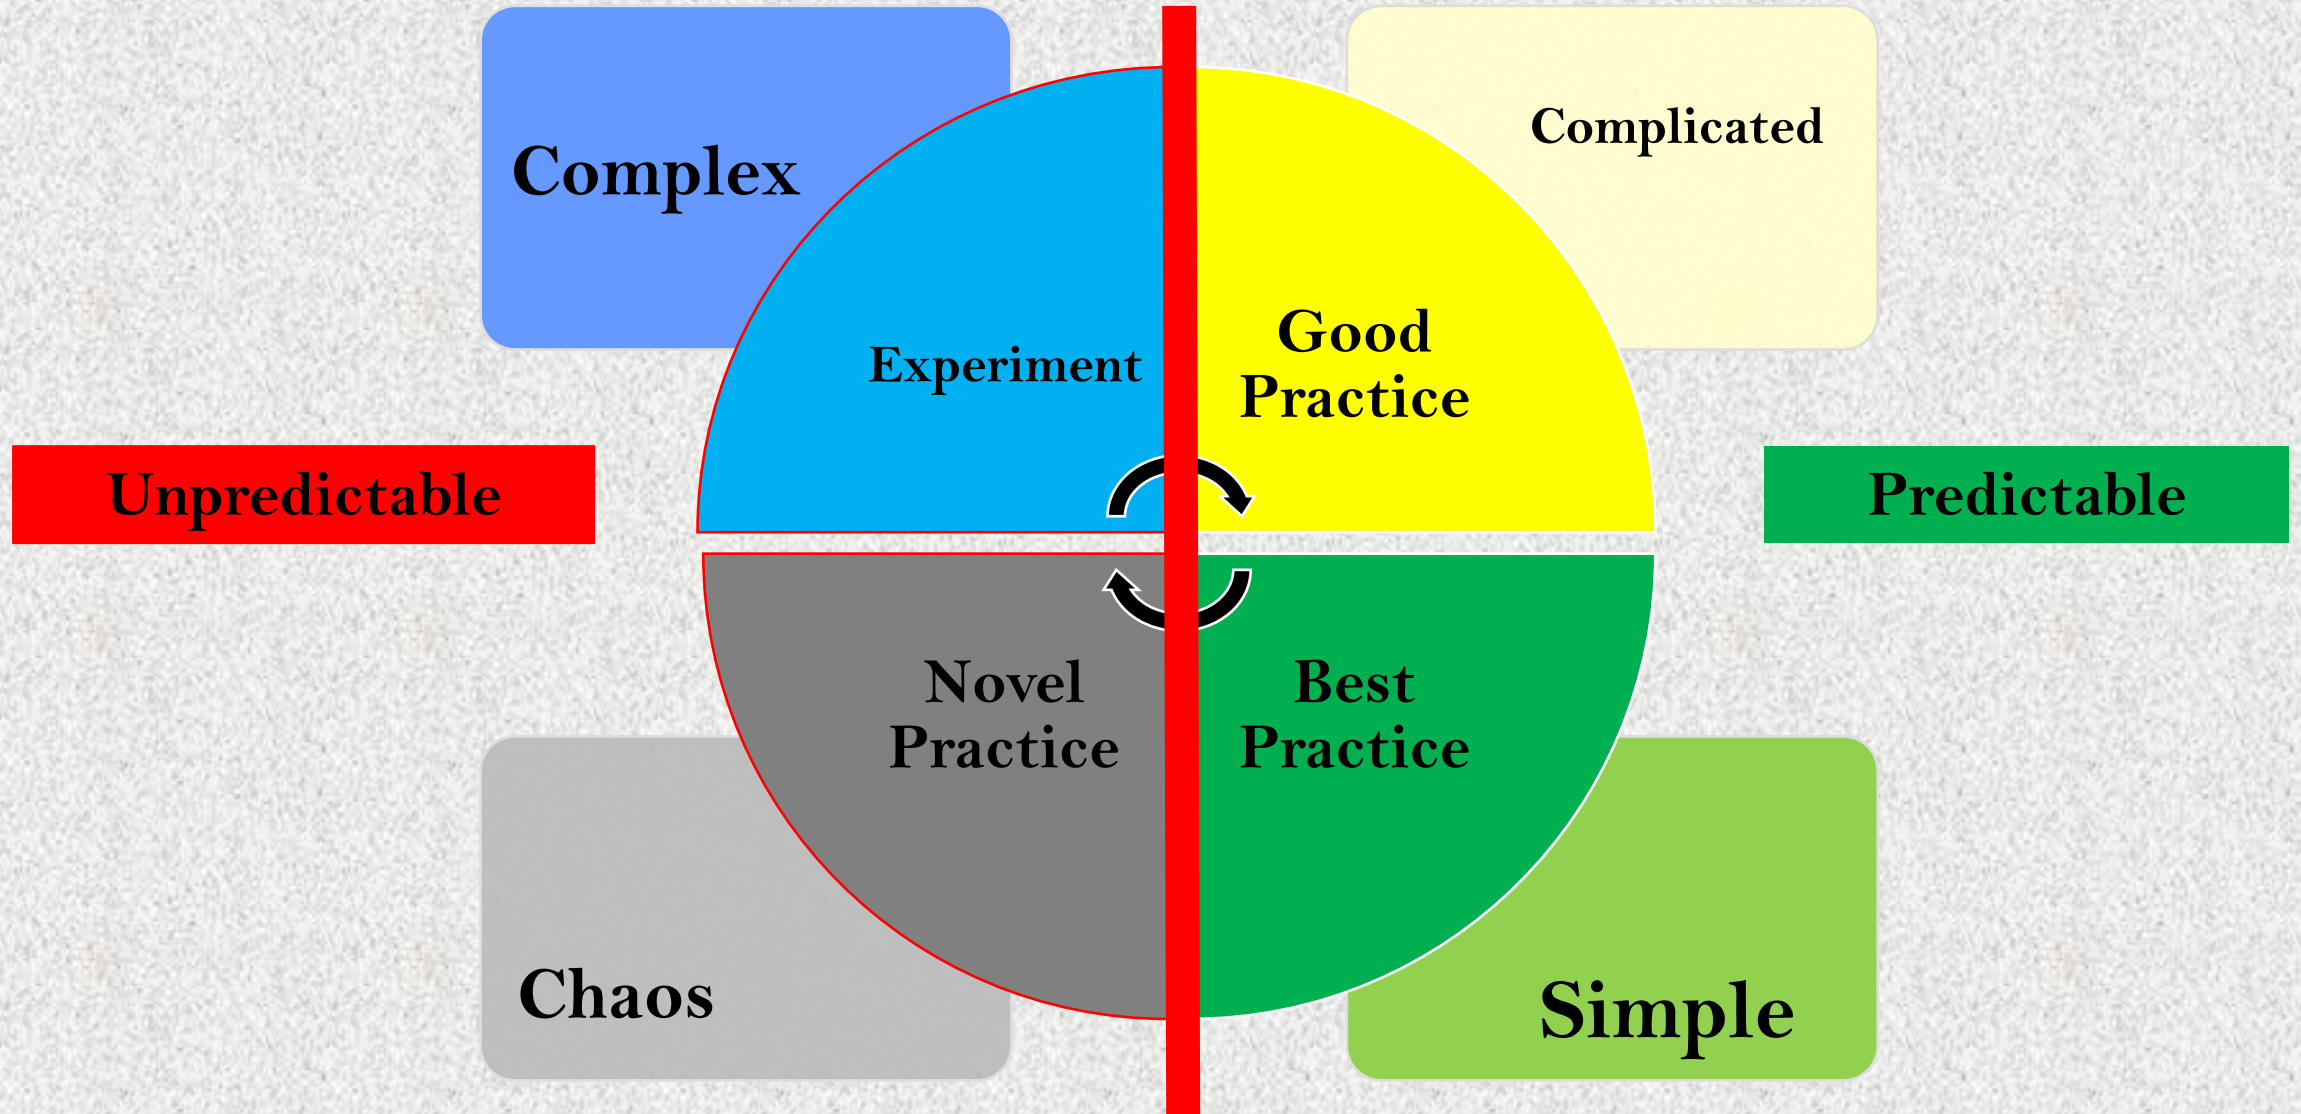 Complex
Complicated
Experiment
Good
Practice
Unpredictable
Predictable
Novel
Practice
Best
Practice
Chaos
Simple